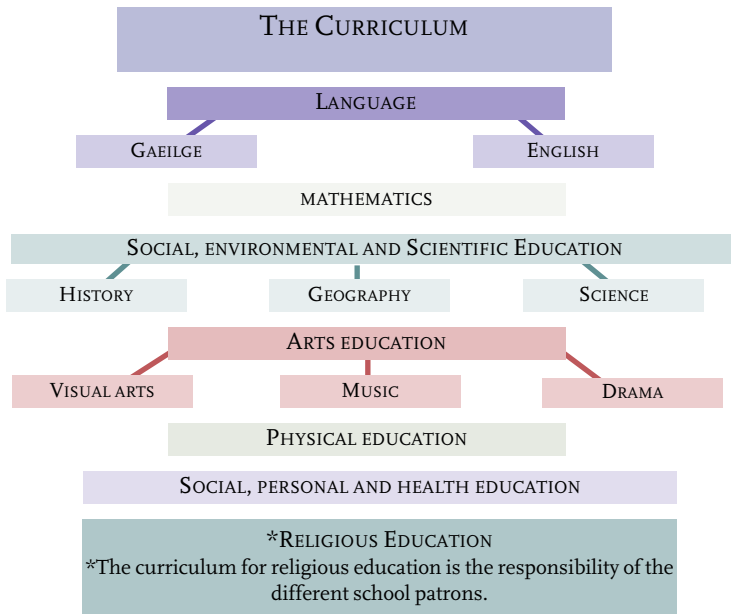 The Curriculum
Language
Gaeilge English
mathematics
Social, environmental and Scientific Education
History Geography Science
Arts education
Visual arts Music Drama
Physical education
Social, personal and health education
*Religious Education
*The curriculum for religious education is the responsibility of the
different school patrons.